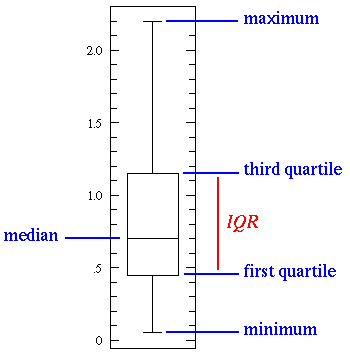 maximum
2.0
1.5
third quartile
1.0
IQR
median
.5
first quartile
minimum
0